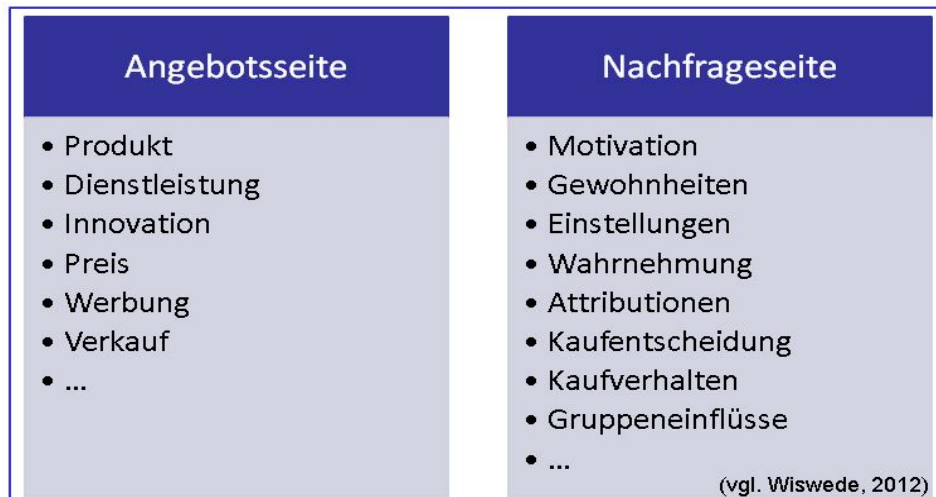 Angebotsseite
• Produkt
• Dienstleistung
• Innovation
• Preis
• Werbung
• Verkauf
• ...
Nachfrageseite
• Motivation
• Gewohnheiten
• Einstellungen
• Wahrnehmung
• Attributionen
• Kaufentscheidung
• Kaufverhalten
• Gruppeneinflüsse
• ...
(vgl. Wiswede, 2012)